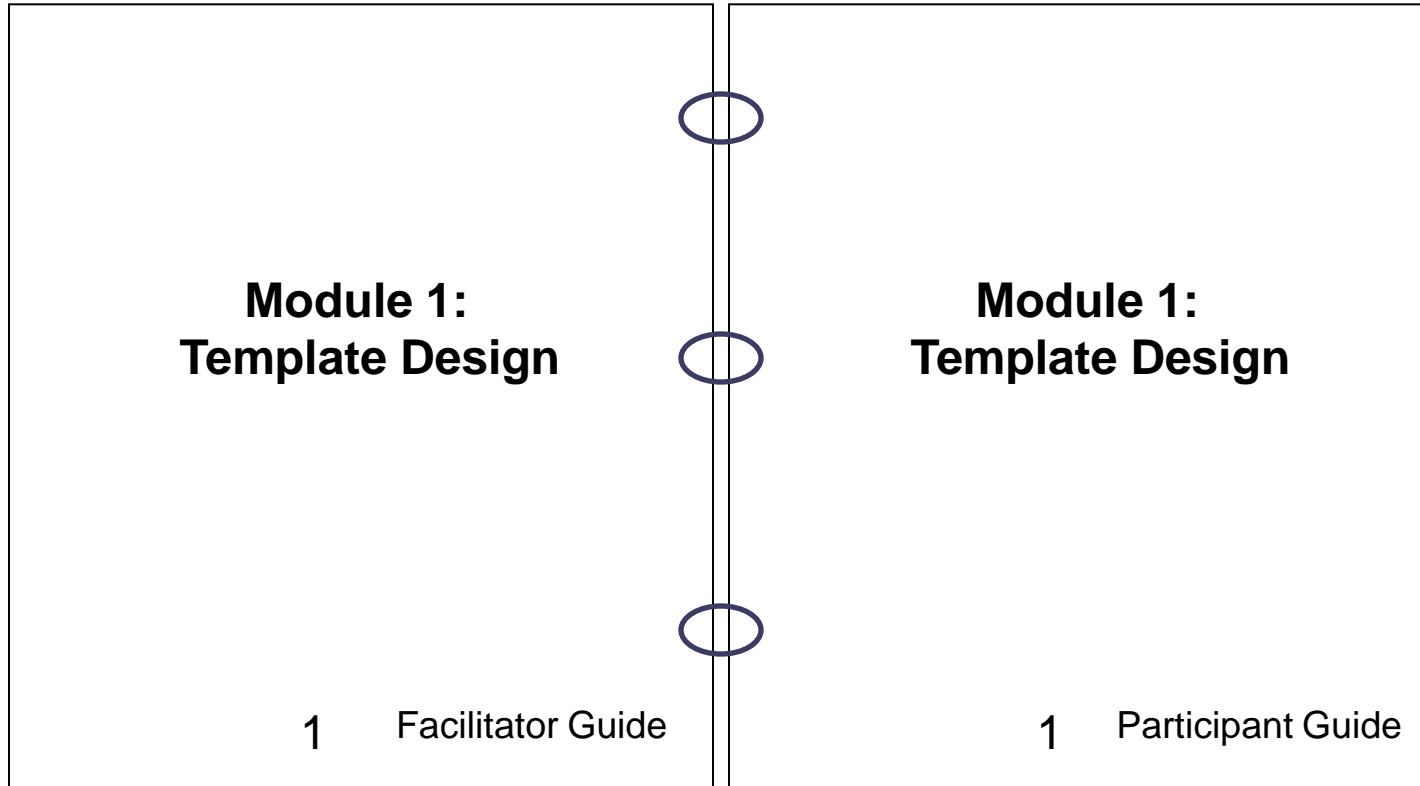 Module 1:
Template Design
1 Facilitator Guide
Module 1:
Template Design
1 Participant Guide